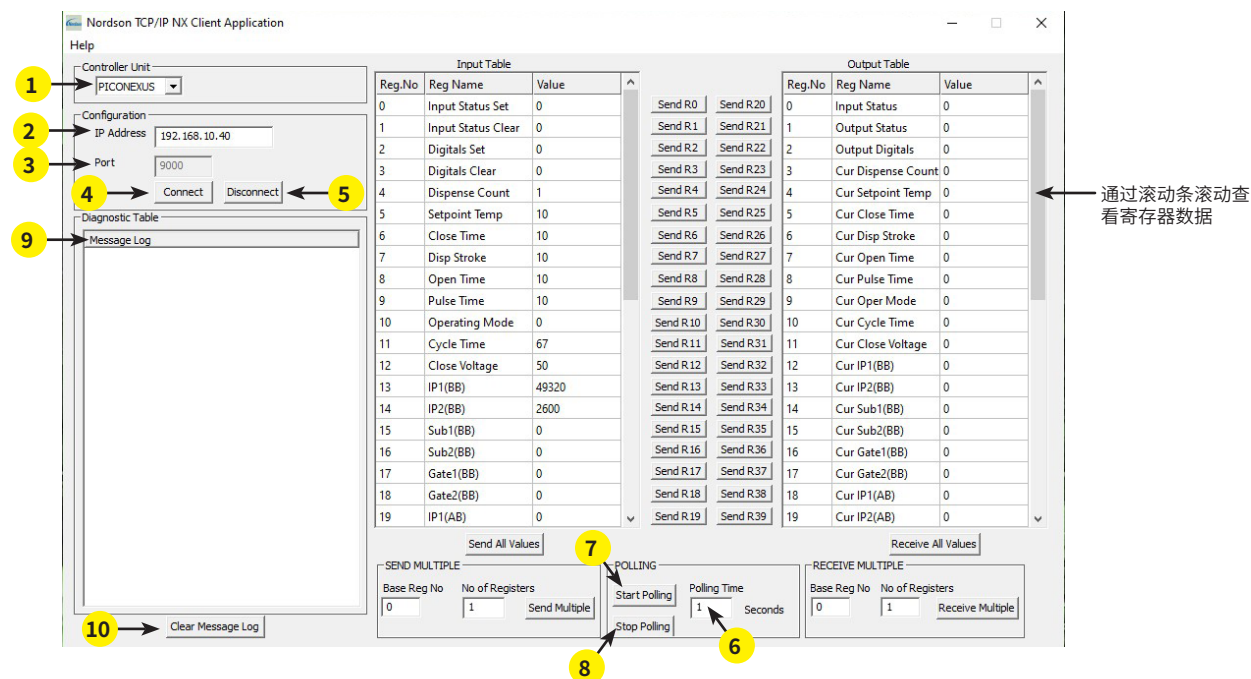 Nordson TCP/IP NX Client Application
Help
Controller Unit
1
PICONEXUS
Configuration
2
IP Address 192.168.10.40
3
Port 9000
4
Connect Disconnect
5
Diagnostic Table
9
Message Log
10
Clear Message Log
Input Table
Reg.No Reg Name Value
0 Input Status Set 0
1 Input Status Clear 0
2 Digitals Set 0
3 Digitals Clear 0
4 Dispense Count 1
5 Setpoint Temp 10
6 Close Time 10
7 Disp Stroke 10
8 Open Time 10
9 Pulse Time 10
10 Operating Mode 0
11 Cycle Time 67
12 Close Voltage 50
13 IP1(BB) 49320
14 IP2(BB) 2600
15 Sub1(BB) 0
16 Sub2(BB) 0
17 Gate1(BB) 0
18 Gate2(BB) 0
19 IP1(AB) 0
Send All Values
Send R0 Send R20
Send R1 Send R21
Send R2 Send R22
Send R3 Send R23
Send R4 Send R24
Send R5 Send R25
Send R6 Send R26
Send R7 Send R27
Send R8 Send R28
Send R9 Send R29
Send R10 Send R30
Send R11 Send R31
Send R12 Send R32
Send R13 Send R33
Send R14 Send R34
Send R15 Send R35
Send R16 Send R36
Send R17 Send R37
Send R18 Send R38
Send R19 Send R39
Output Table
Reg.No Reg Name Value
0 Input Status 0
1 Output Status 0
2 Output Digitals 0
3 Cur Dispense Count 0
4 Cur Setpoint Temp 0
5 Cur Close Time 0
6 Cur Disp Stroke 0
7 Cur Open Time 0
8 Cur Pulse Time 0
9 Cur Oper Mode 0
10 Cur Cycle Time 0
11 Cur Close Voltage 0
12 Cur IP1(BB) 0
13 Cur IP2(BB) 0
14 Cur Sub1(BB) 0
15 Cur Sub2(BB) 0
16 Cur Gate1(BB) 0
17 Cur Gate2(BB) 0
18 Cur IP1(AB) 0
19 Cur IP2(AB) 0
Receive All Values
通过滚动条滚动查
看寄存器数据
SEND MULTIPLE
Base Reg No No of Registers
0 1 Send Multiple
7
POLLING
Start Polling Polling Time
1 Seconds
Stop Polling
6
8
RECEIVE MULTIPLE
Base Reg No No of Registers
0 1 Receive Multiple